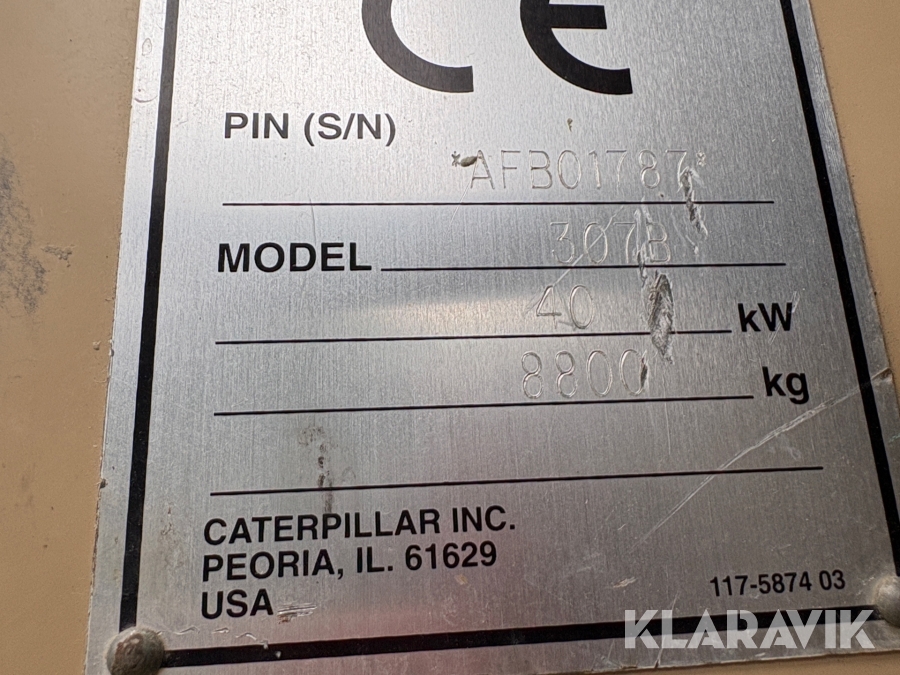 CE
PIN (S/N)
*AFB01787*
MODEL 307B
40 kW
8800 kg
CATERPILLAR INC.
PEORIA, IL. 61629
USA
117-5874 03
KLARAVIK